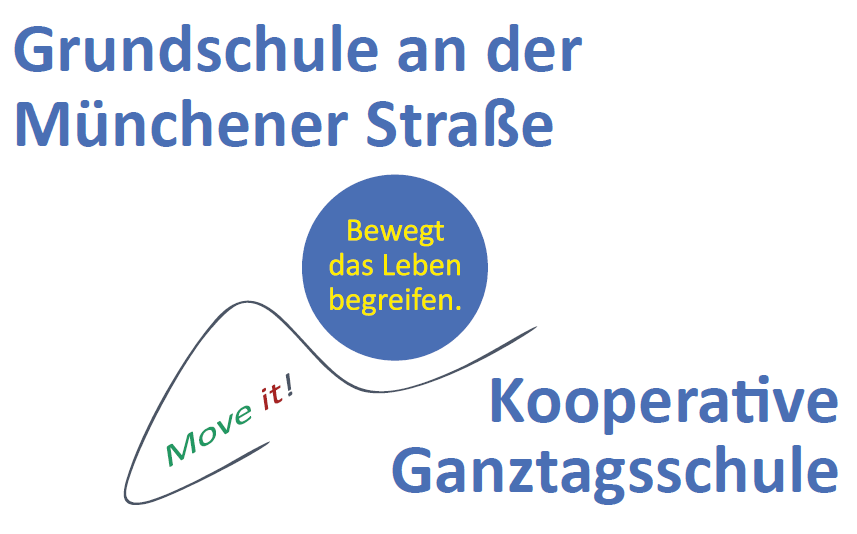 Grundschule an der
Münchener Straße
Bewegt
das Leben
begreifen.
Move it!
Kooperative
Ganztagsschule